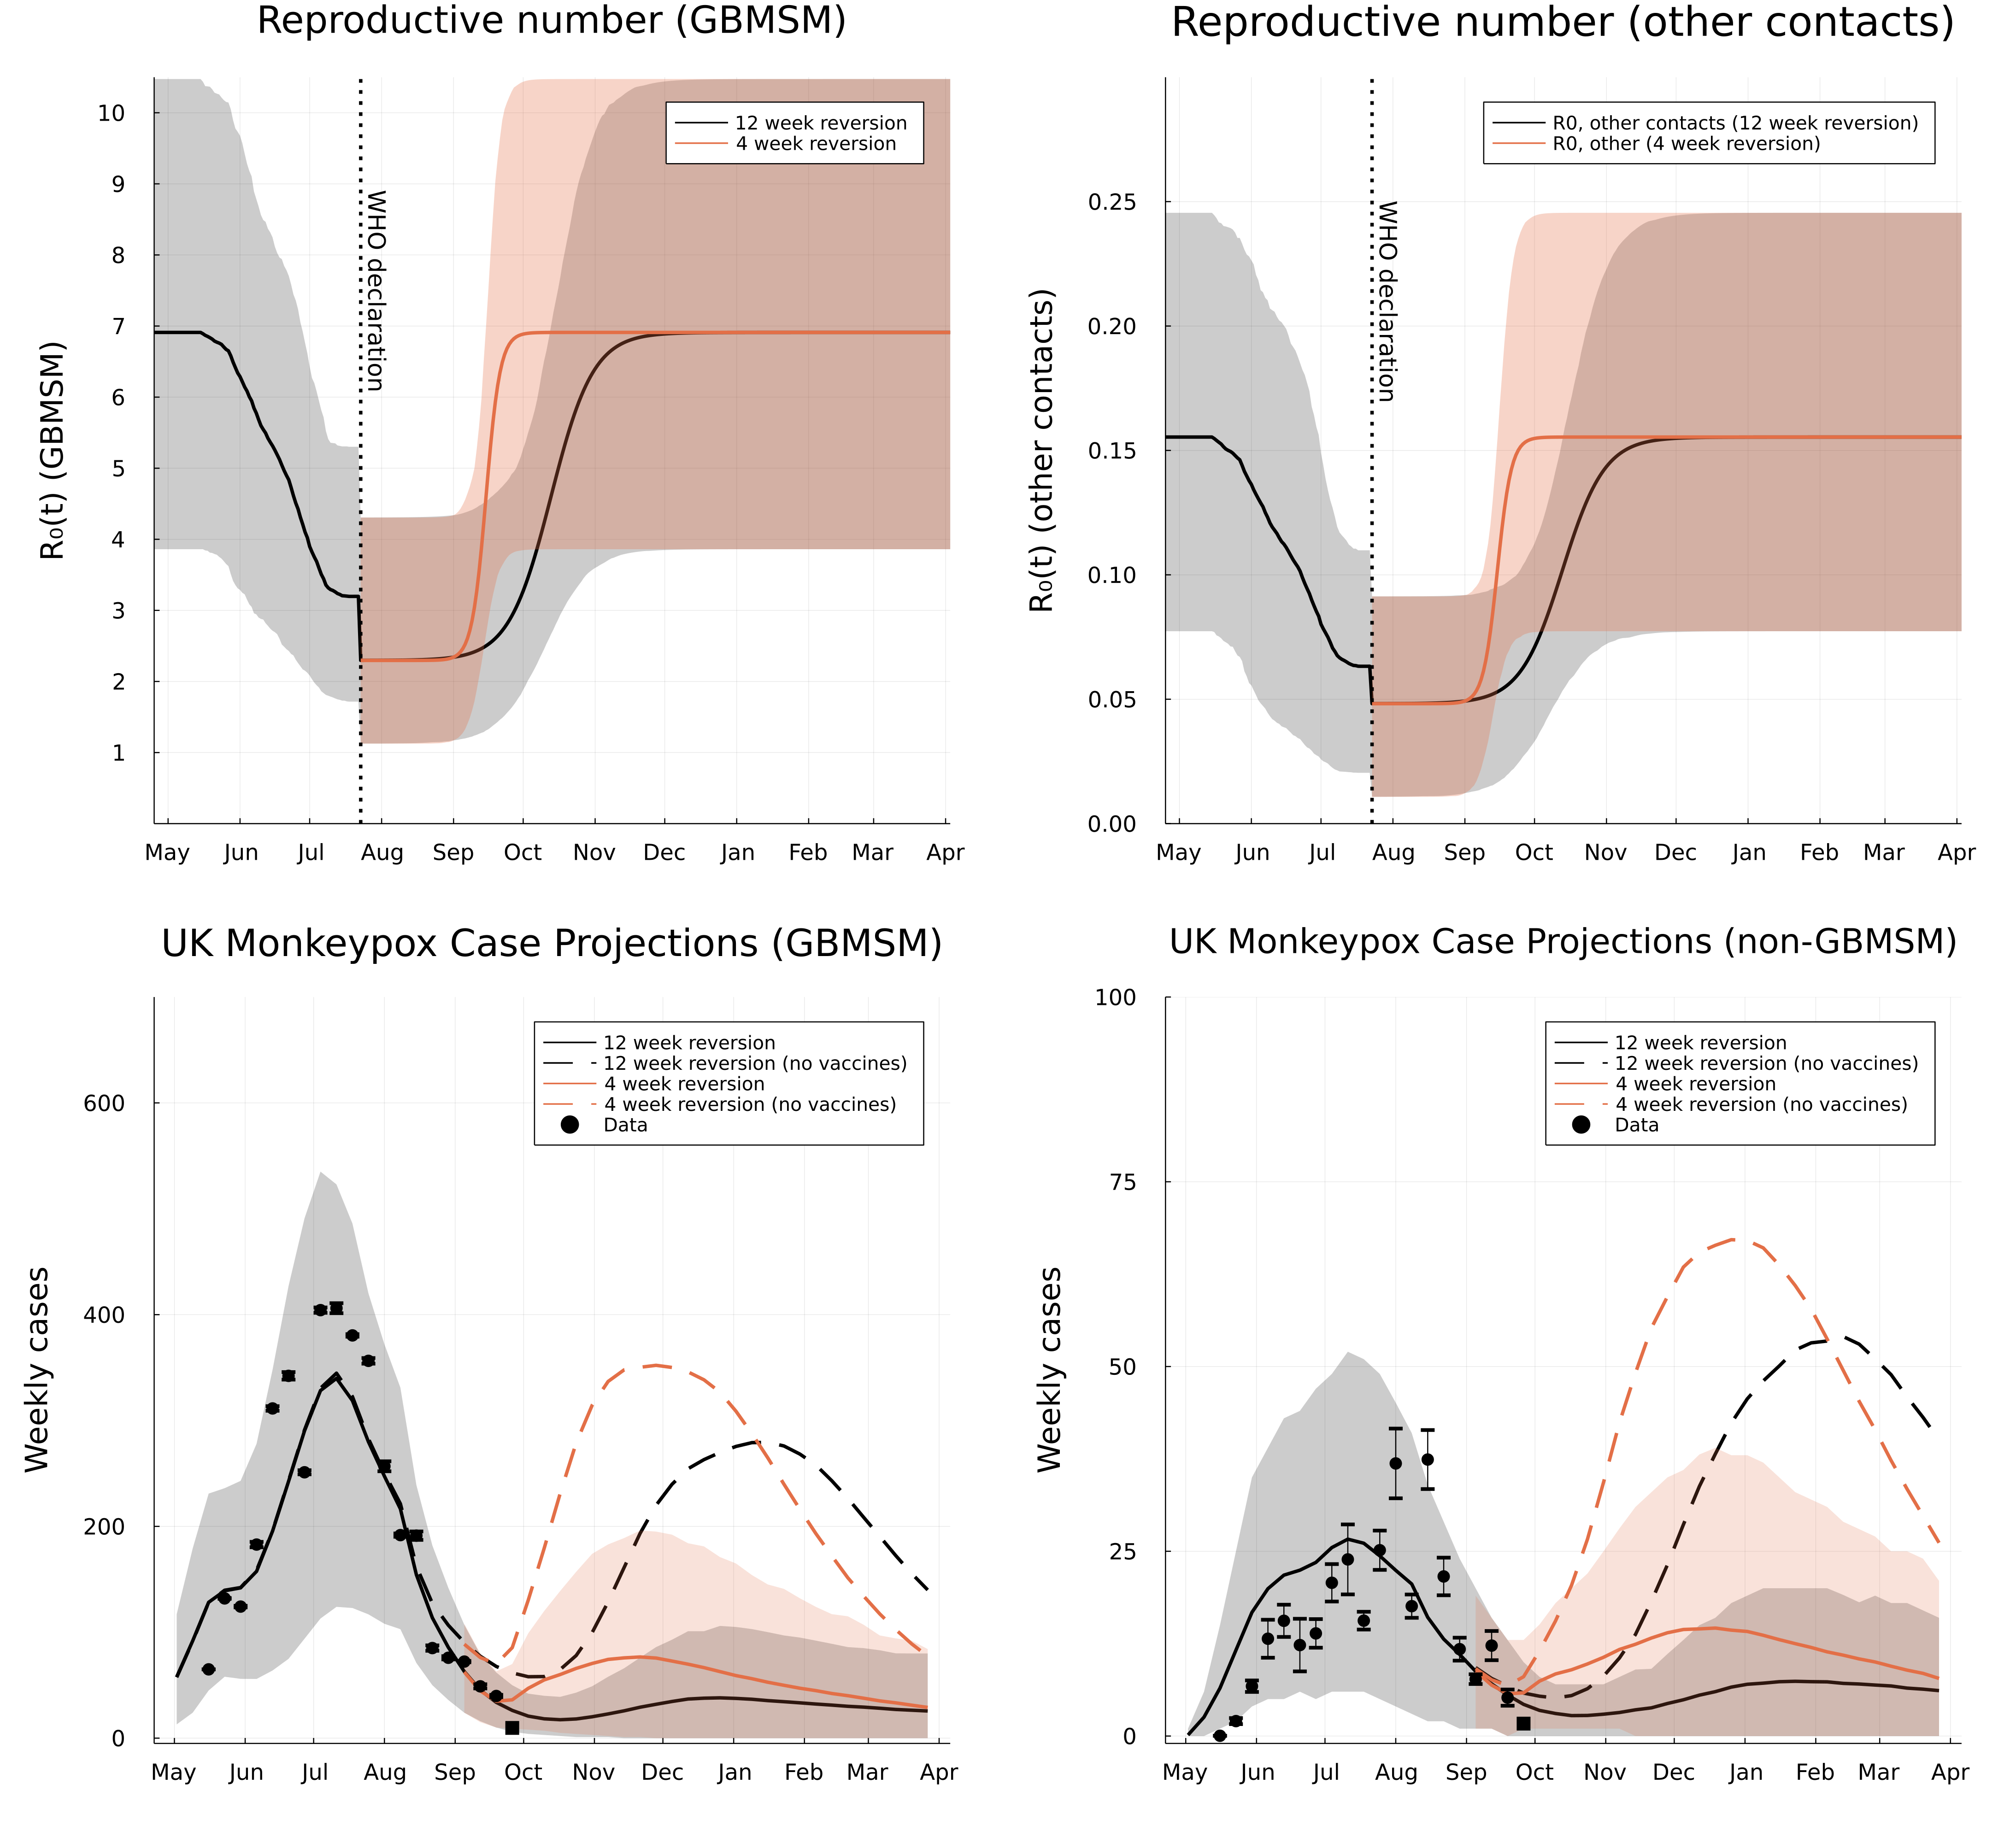 Reproductive number (GBMSM)
R₀(t) (GBMSM)
10
9
8
7
6
5
4
3
2
1
12 week reversion
4 week reversion
WHO declaration
May Jun Jul Aug Sep Oct Nov Dec Jan Feb Mar Apr
Reproductive number (other contacts)
R₀(t) (other contacts)
0.25
0.20
0.15
0.10
0.05
0.00
R0, other contacts (12 week reversion)
R0, other (4 week reversion)
WHO declaration
May Jun Jul Aug Sep Oct Nov Dec Jan Feb Mar Apr
UK Monkeypox Case Projections (GBMSM)
Weekly cases
600
400
200
0
12 week reversion
12 week reversion (no vaccines)
4 week reversion
4 week reversion (no vaccines)
Data
May Jun Jul Aug Sep Oct Nov Dec Jan Feb Mar Apr
UK Monkeypox Case Projections (non-GBMSM)
Weekly cases
100
75
50
25
0
12 week reversion
12 week reversion (no vaccines)
4 week reversion
4 week reversion (no vaccines)
Data
May Jun Jul Aug Sep Oct Nov Dec Jan Feb Mar Apr